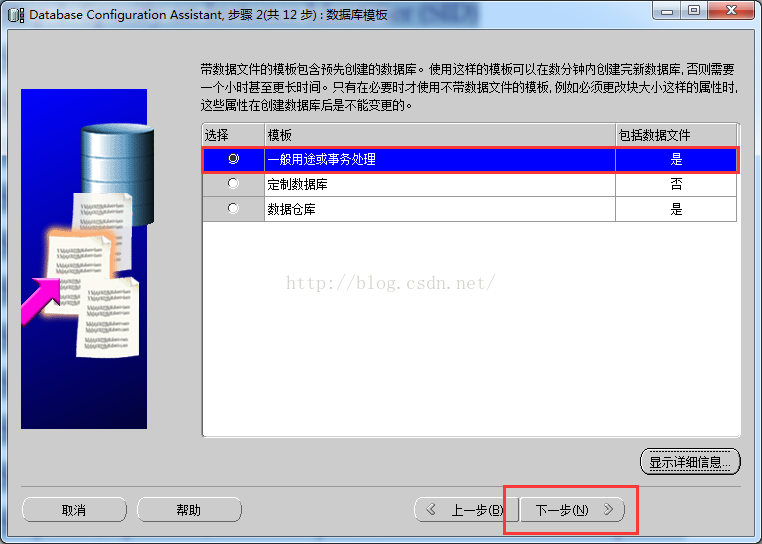 Database Configuration Assistant, 步骤 2(共 12 步) : 数据库模板
带数据文件的模板包含预先创建的数据库。使用这样的模板可以在数分钟内创建完新数据库, 否则需要
一个小时甚至更长时间。只有在必要时才使用不带数据文件的模板, 例如必须更改块大小这样的属性时,
这些属性在创建数据库后是不能变更的。
选择 模板 包括数据文件
一般用途或事务处理 是
定制数据库 否
数据仓库 是
http://blog.csdn.net/
显示详细信息...
取消 帮助 上一步(B) 下一步(N)